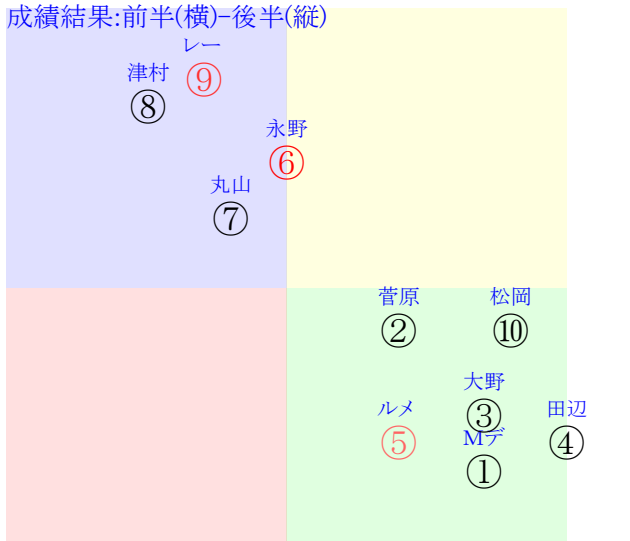 成績結果:前半(横)-後半(縦)
レー
⑨
津村
⑧
永野
⑥
丸山
⑦
菅原
②
松岡
⑩
大野
③
ルメ
⑤
田辺
④
Mデ
①